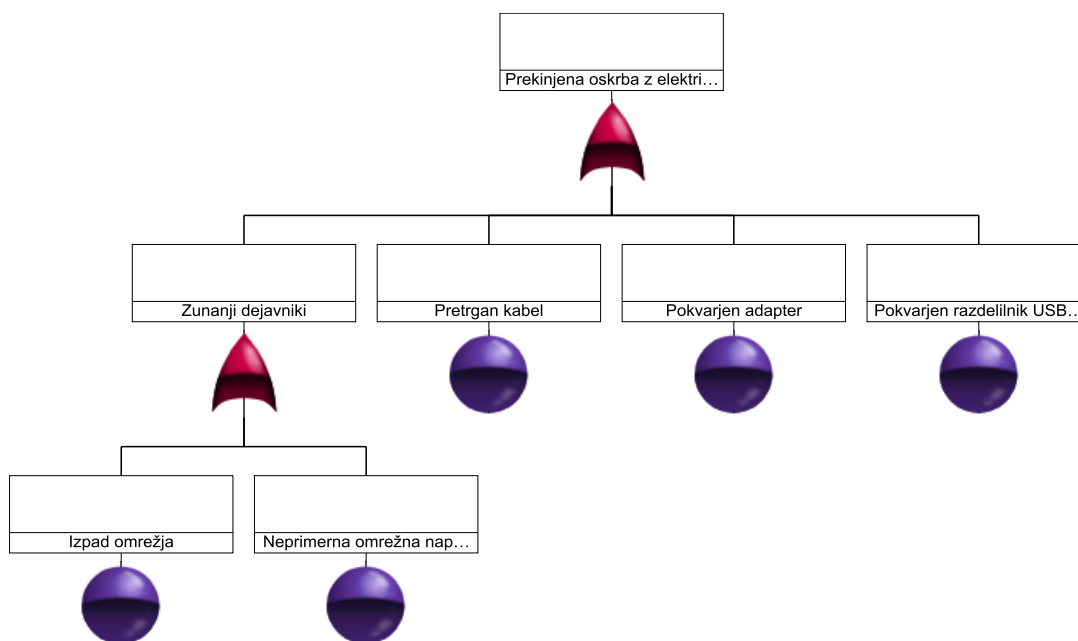 Prekinjena oskrba z elektri…
Zunanji dejavniki
Pretrgan kabel
Pokvarjen adapter
Pokvarjen razdelilnik USB…
Izpad omrežja
Neprimerna omrežna nap…